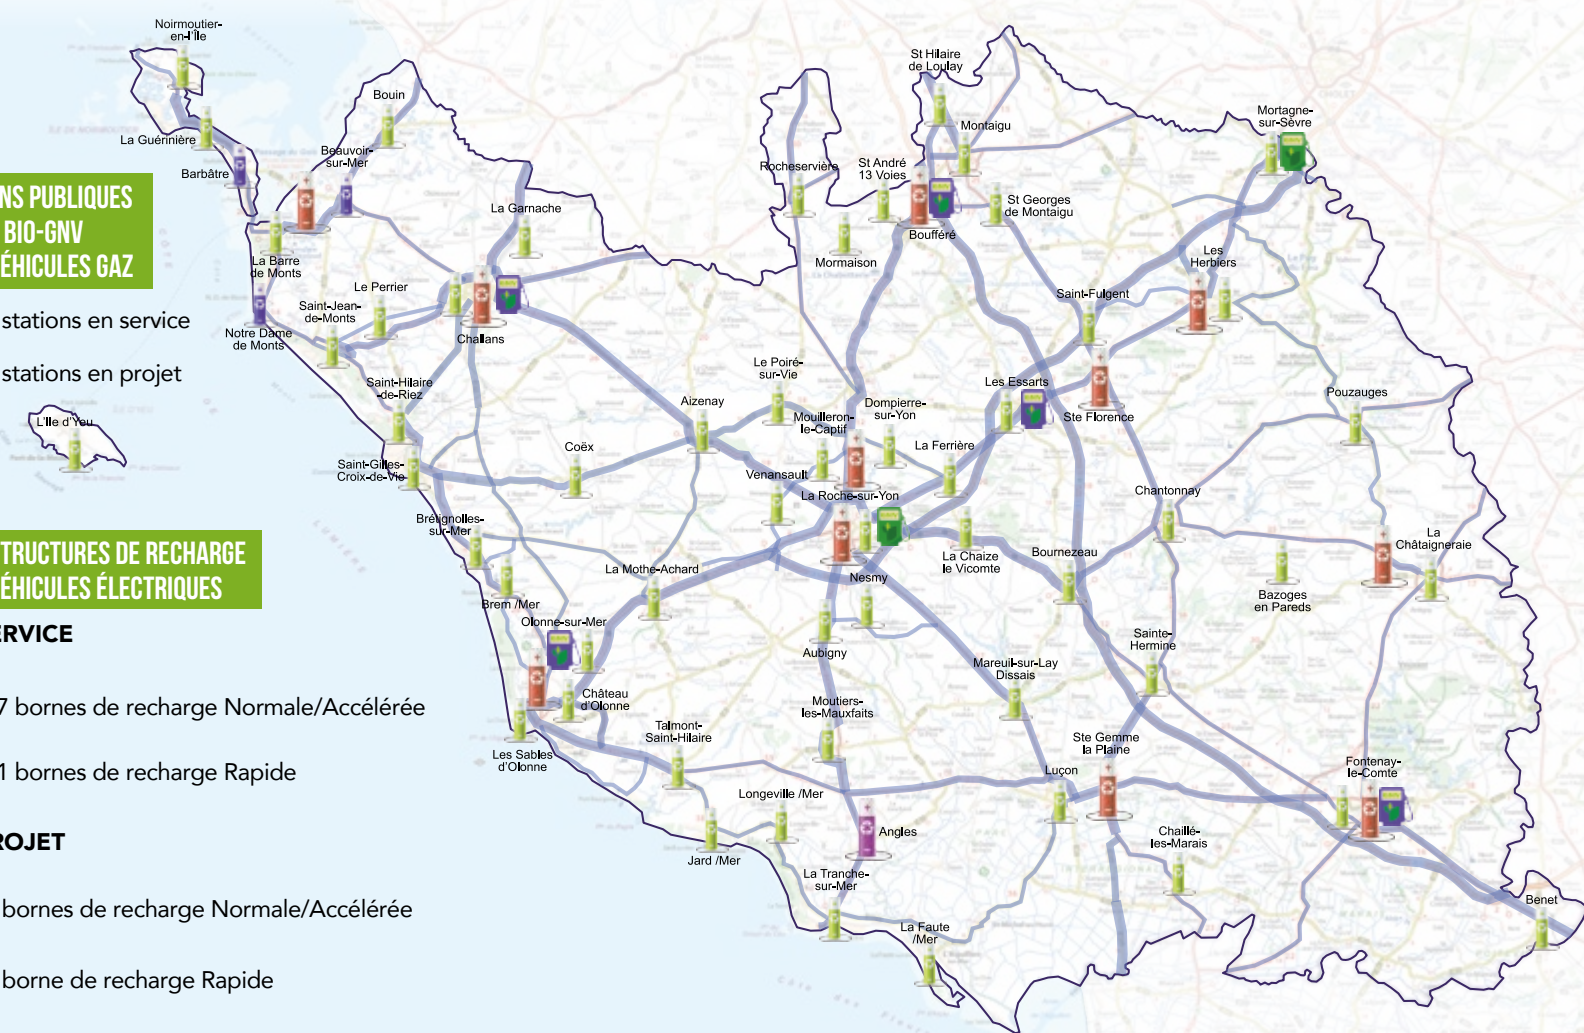 NS PUBLIQUES
BIO-GNV
ÉHICULES GAZ
stations en service
stations en projet
TRUCTURES DE RECHARGE
ÉHICULES ÉLECTRIQUES
ERVICE
7 bornes de recharge Normale/Accélérée
1 bornes de recharge Rapide
ROJET
bornes de recharge Normale/Accélérée
borne de recharge Rapide
Noirmoutier-
en-l'Île
La Guérinière
Barbâtre
Bouin
Beauvoir-
sur-Mer
La Barre
de Monts
Notre Dame
de Monts
Saint-Jean-
de-Monts
Le Perrier
La Garnache
Challans
L'Ile d'Yeu
Saint-Hilaire
-de-Riez
Saint-Gilles-
Croix-de-Vie
Coëx
Aizenay
Le Poiré-
sur-Vie
Mouilleron-
le-Captif
Dompierre-
sur-Yon
La Ferrière
Venansault
La Roche-sur-Yon
Nesmy
La Chaize
le Vicomte
Brétignolles-
sur-Mer
Brem /Mer
La Mothe-Achard
Olonne-sur-Mer
Château
d'Olonne
Les Sables
d'Olonne
Talmont-
Saint-Hilaire
Aubigny
Moutiers-
les-Mauxfaits
Longeville /Mer
Jard /Mer
Angles
La Tranche-
sur-Mer
La Faute
/Mer
Rocheservière
Mormaison
St André
13 Voies
Boufféré
St Hilaire
de Loulay
Montaigu
St Georges
de Montaigu
Mortagne-
sur-Sèvre
Les
Herbiers
Saint-Fulgent
Les Essarts
Ste Florence
Pouzauges
Chantonnay
Bournezeau
La
Châtaigneraie
Bazoges
en Pareds
Sainte-
Hermine
Mareuil-sur-Lay
Dissais
Ste Gemme
la Plaine
Luçon
Fontenay-
le-Comte
Chaillé-
les-Marais
Benet